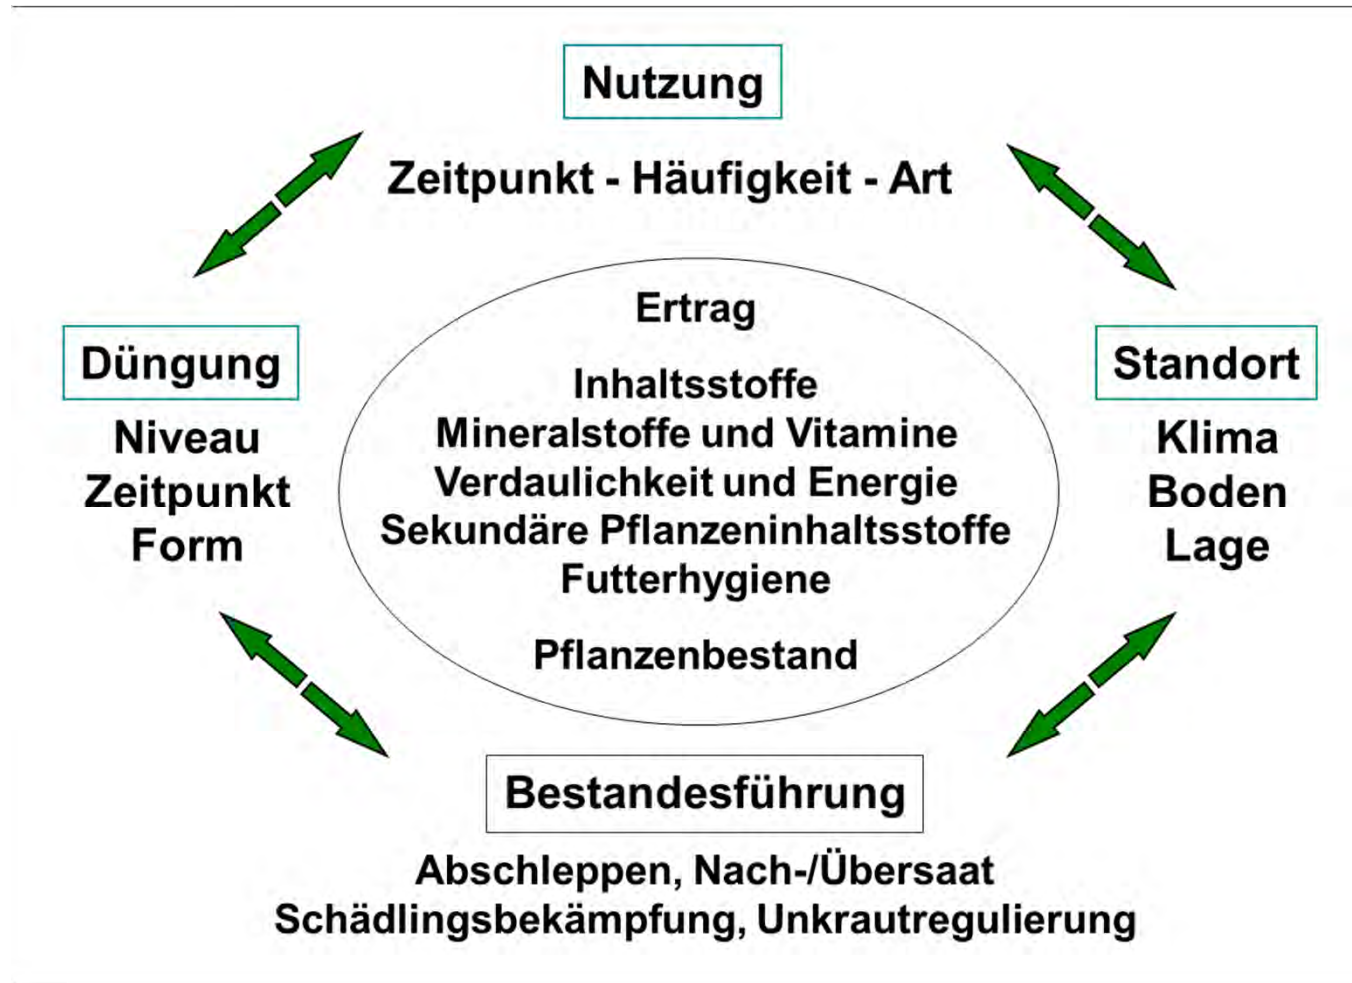 Nutzung
Zeitpunkt - Häufigkeit - Art
Düngung
Niveau
Zeitpunkt
Form
Ertrag
Inhaltsstoffe
Mineralstoffe und Vitamine
Verdaulichkeit und Energie
Sekundäre Pflanzeninhaltsstoffe
Futterhygiene
Pflanzenbestand
Standort
Klima
Boden
Lage
Bestandesführung
Abschleppen, Nach-/Übersaat
Schädlingsbekämpfung, Unkrautregulierung